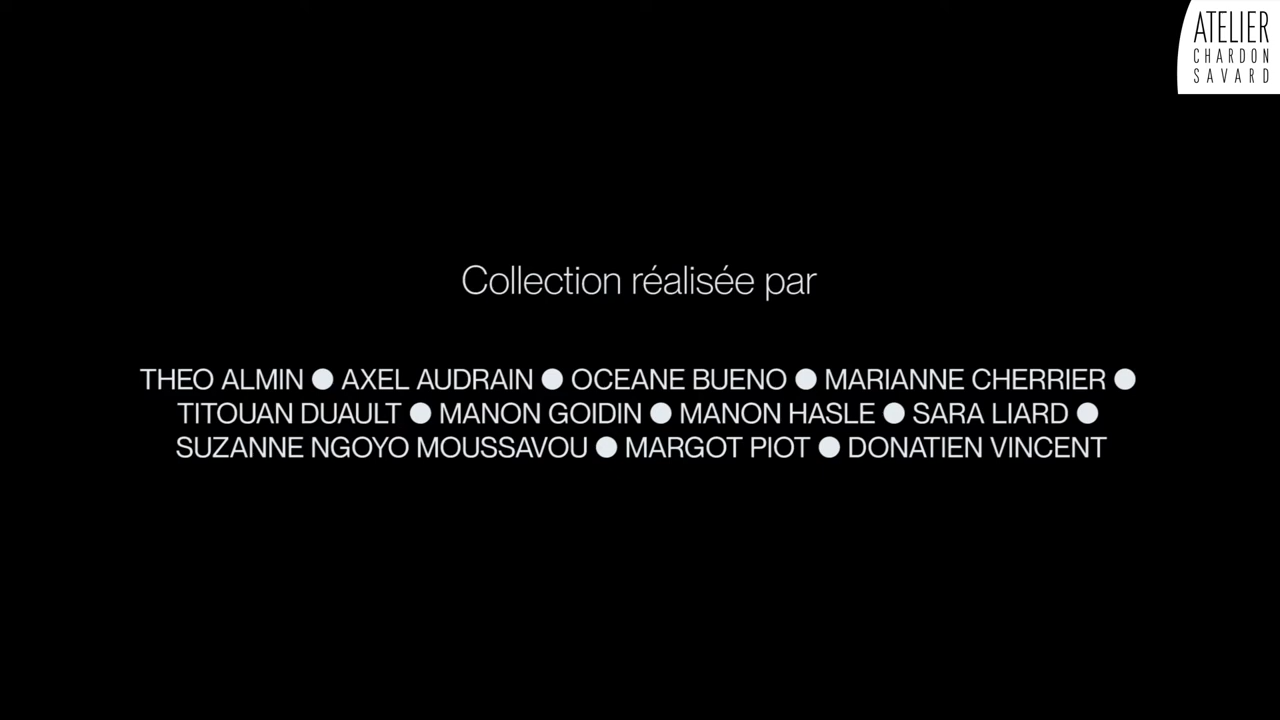 ATELIER
CHARDON
SAVARD
Collection réalisée par
THEO ALMIN ● AXEL AUDRAIN ● OCEANE BUENO ● MARIANNE CHERRIER ●
TITOUAN DUAULT ● MANON GOIDIN ● MANON HASLE ● SARA LIARD ●
SUZANNE NGOYO MOUSSAVOU ● MARGOT PIOT ● DONATIEN VINCENT